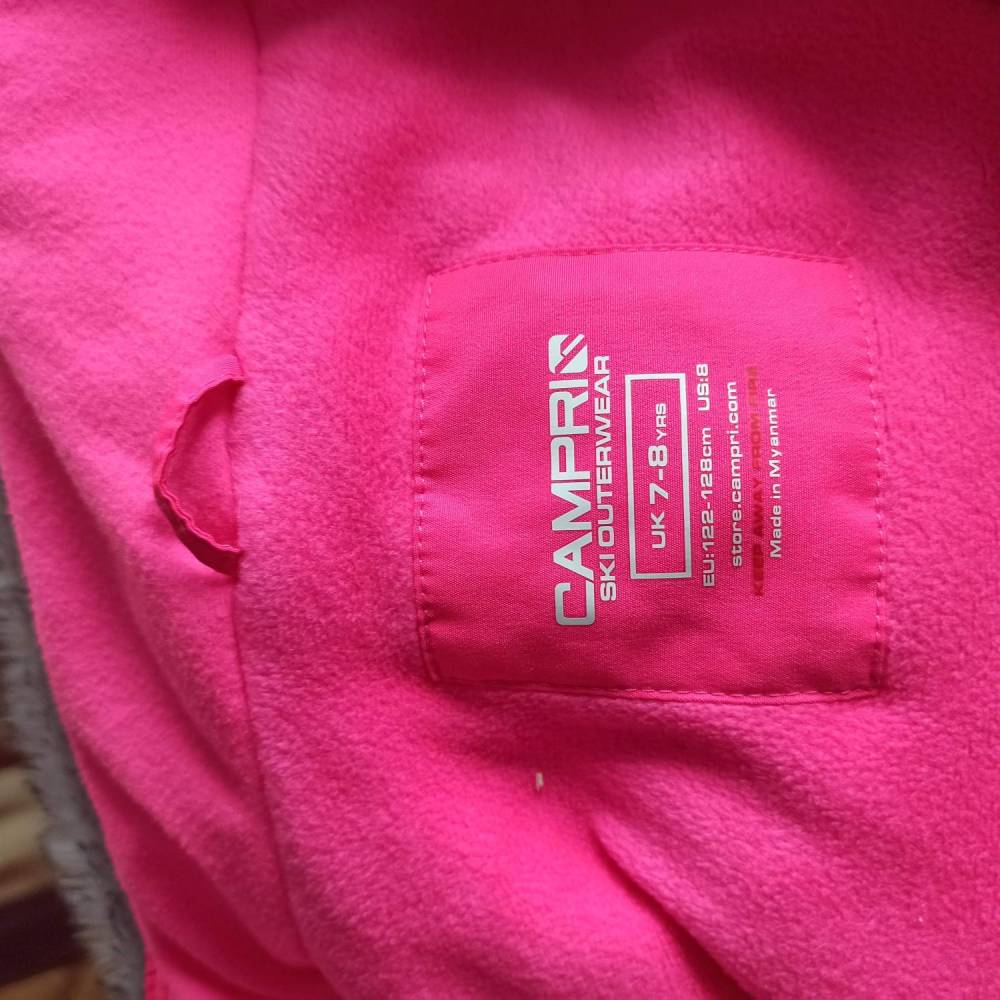 CAMPRI
SKI OUTERWEAR
UK 7-8 YRS
EU:122-128cm US:8
store.campri.com
KEEP AWAY FROM FIRE
Made in Myanmar